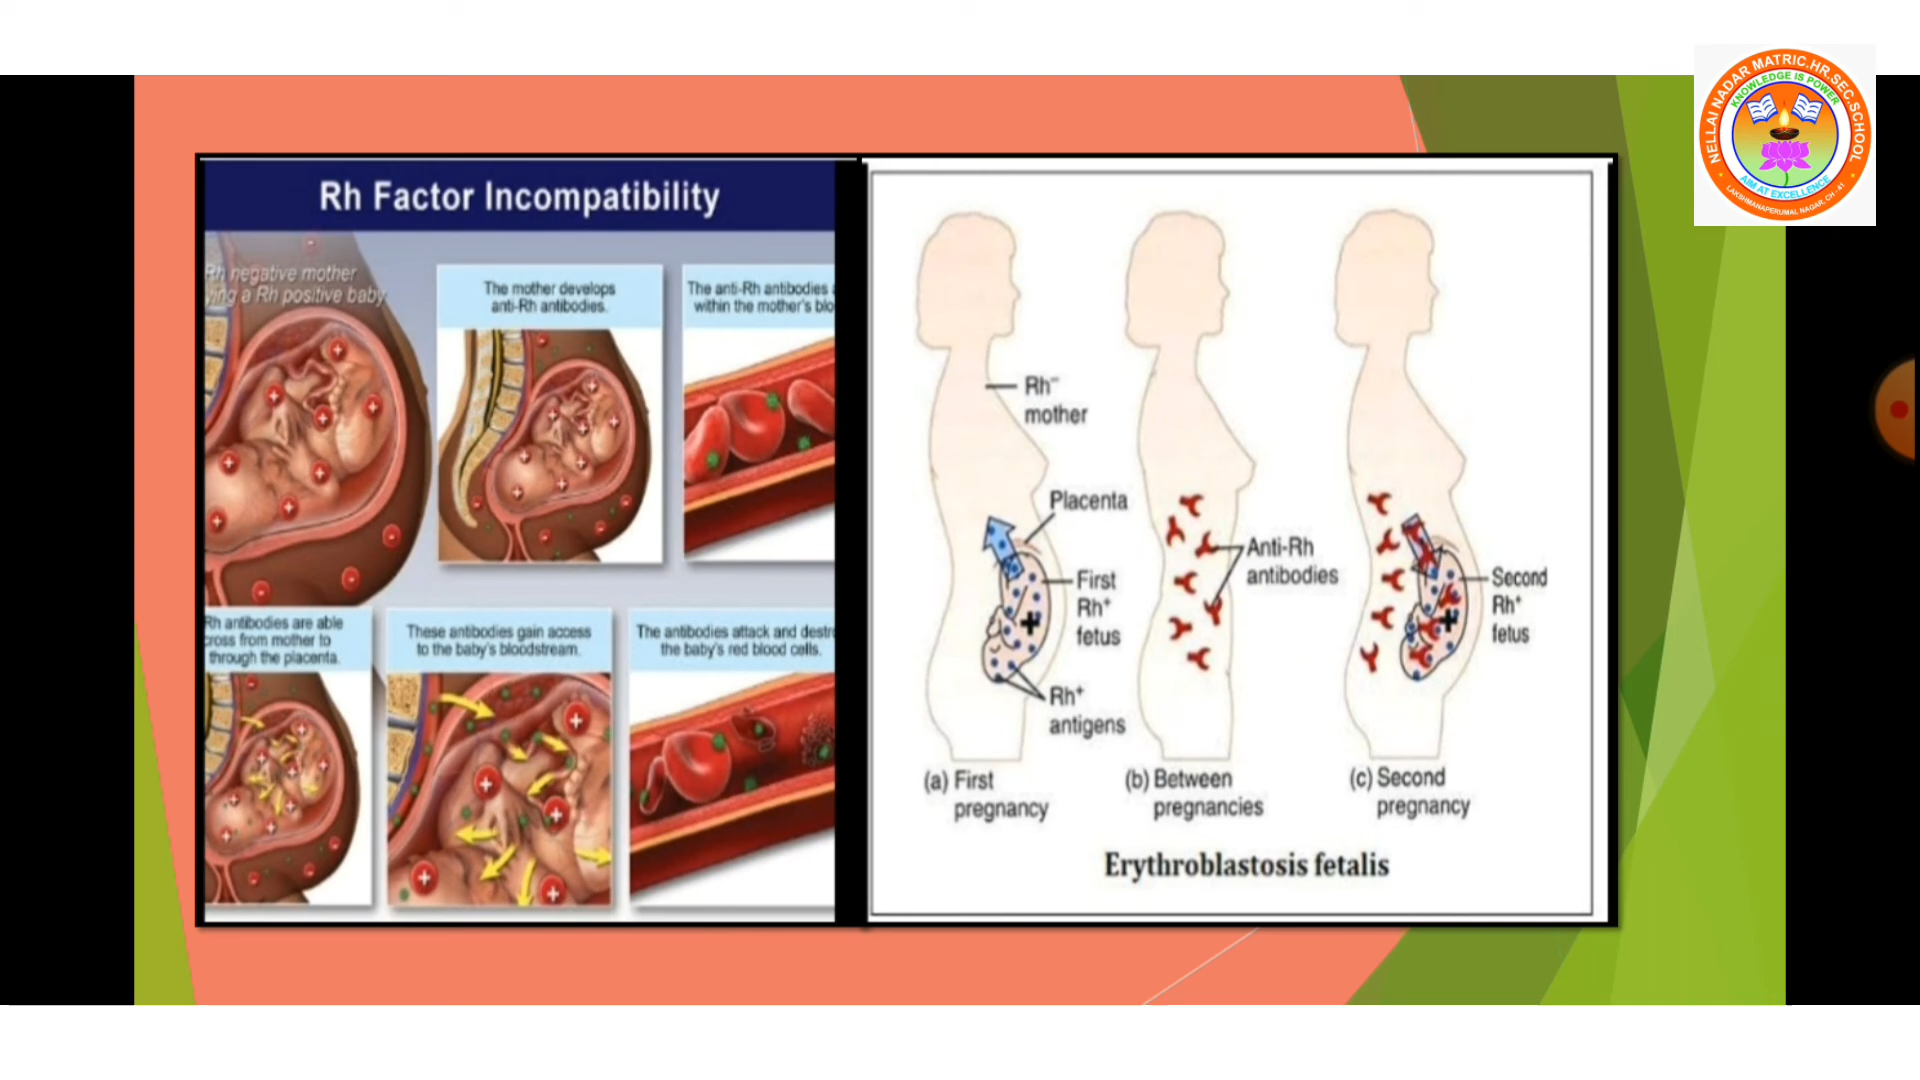 Rh Factor Incompatibility
Rh negative mother
ying a Rh positive baby
The mother develops
anti-Rh antibodies.
The anti-Rh antibodies
within the mother's blo
Rh antibodies are able
cross from mother to
through the placenta.
These antibodies gain access
to the baby's bloodstream.
The antibodies attack and destr
the baby's red blood cells.
Rh⁻
mother
Placenta
First
Rh⁺
fetus
Rh⁺
antigens
Anti-Rh
antibodies
Second
Rh⁺
fetus
(a) First
pregnancy
(b) Between
pregnancies
(c) Second
pregnancy
Erythroblastosis fetalis
NELLAI NADAR MATRIC.HR.SEC.SCHOOL
KNOWLEDGE IS POWER
AIM AT EXCELLENCE
LAKSHMANAPERUMAL NAGAR, CH - 41